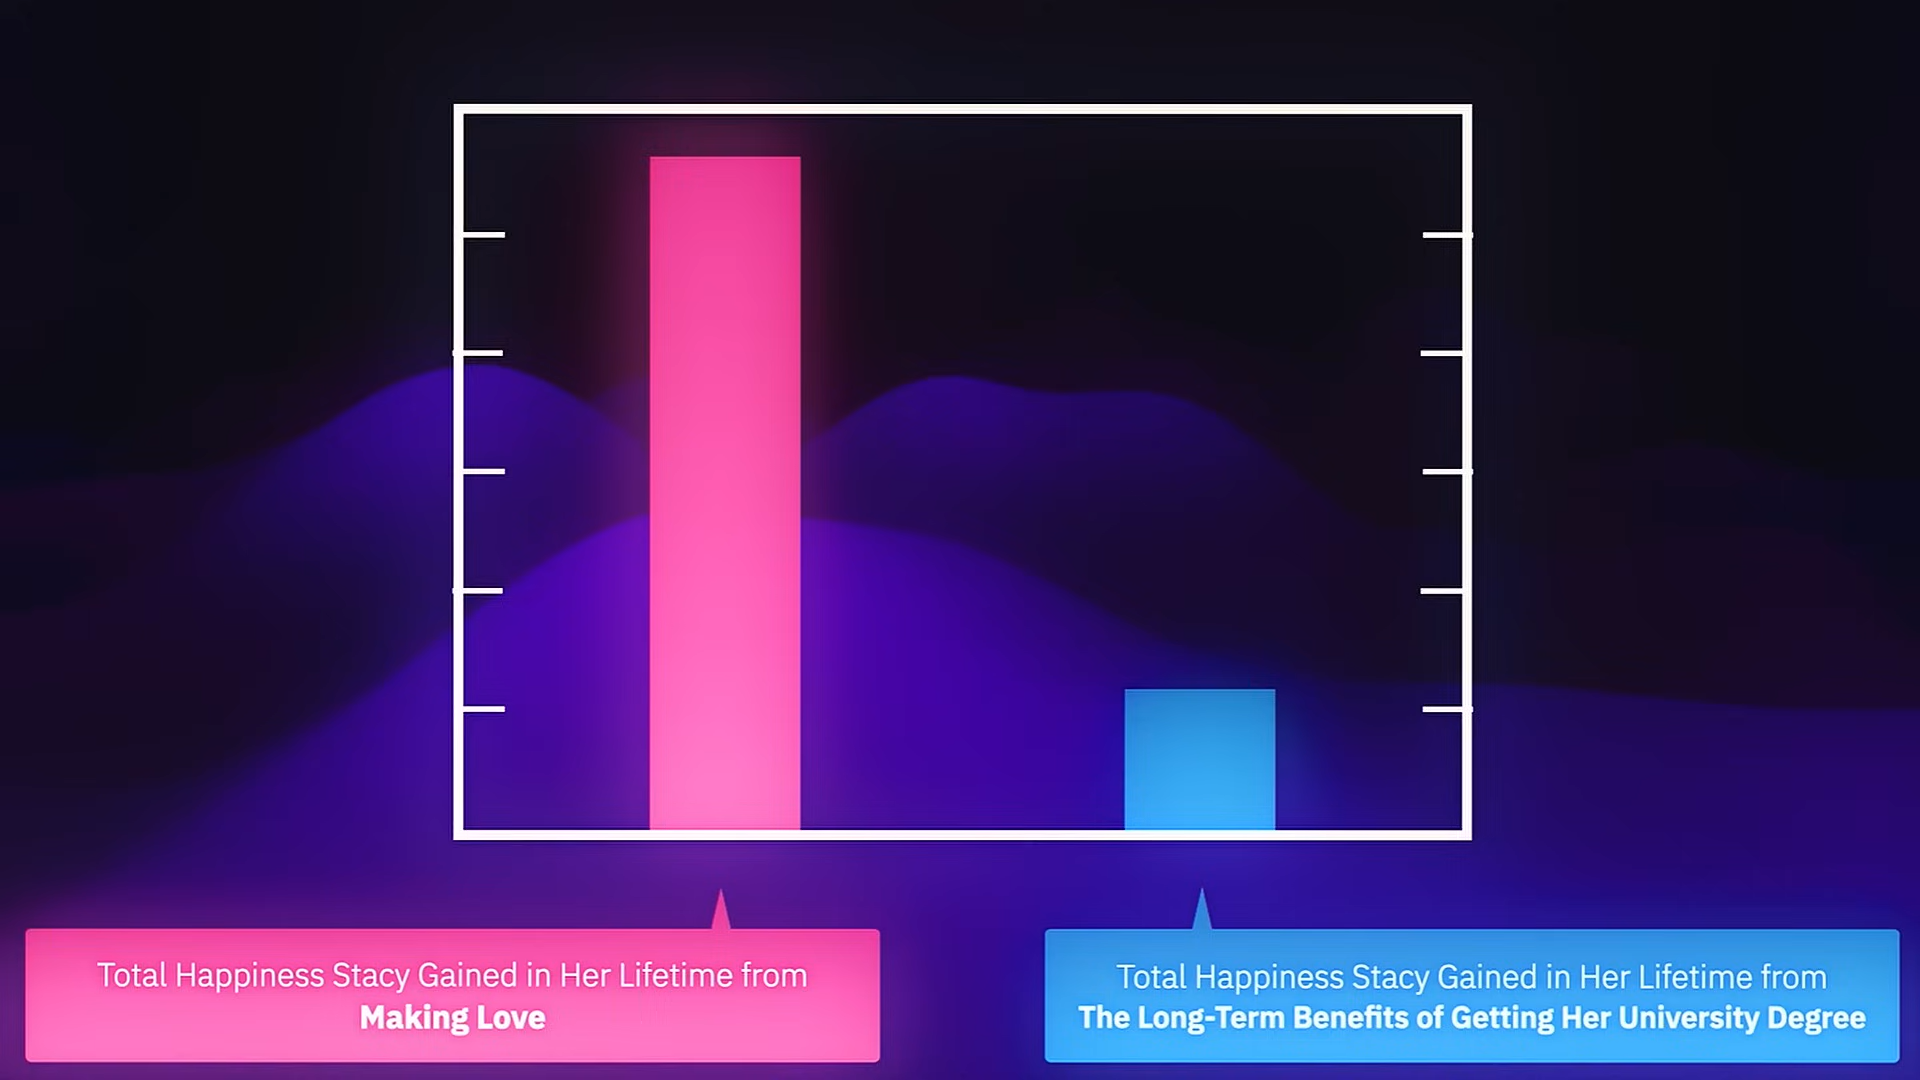 Total Happiness Stacy Gained in Her Lifetime from
Making Love
Total Happiness Stacy Gained in Her Lifetime from
The Long-Term Benefits of Getting Her University Degree